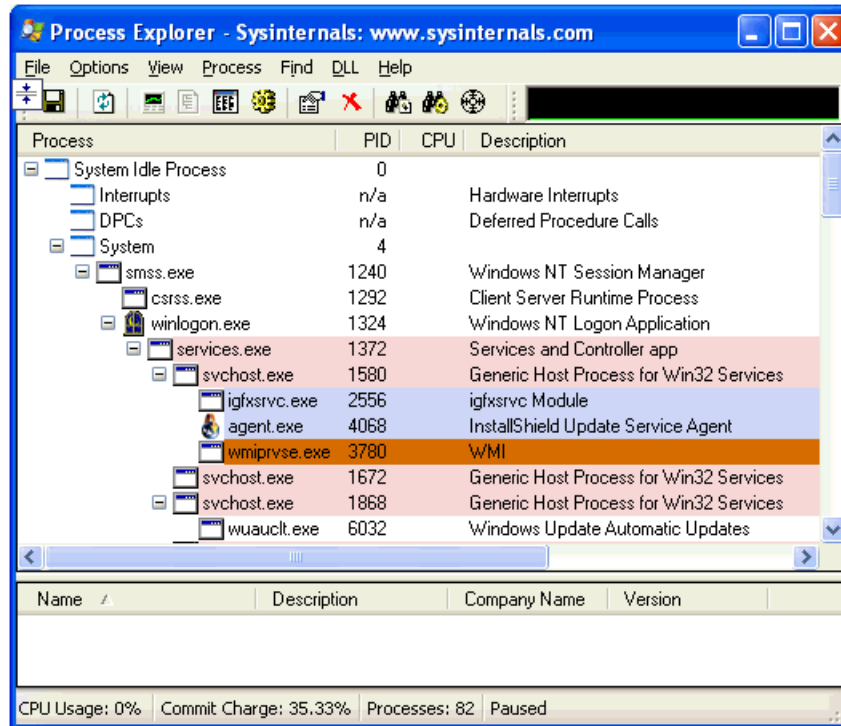 Process Explorer - Sysinternals: www.sysinternals.com
File Options View Process Find DLL Help
Process PID CPU Description
System Idle Process 0
Interrupts n/a Hardware Interrupts
DPCs n/a Deferred Procedure Calls
System 4
smss.exe 1240 Windows NT Session Manager
csrss.exe 1292 Client Server Runtime Process
winlogon.exe 1324 Windows NT Logon Application
services.exe 1372 Services and Controller app
svchost.exe 1580 Generic Host Process for Win32 Services
igfxsrvc.exe 2556 igfxsrvc Module
agent.exe 4068 InstallShield Update Service Agent
wmiprvse.exe 3780 WMI
svchost.exe 1672 Generic Host Process for Win32 Services
svchost.exe 1868 Generic Host Process for Win32 Services
wuauclt.exe 6032 Windows Update Automatic Updates
Name Description Company Name Version
CPU Usage: 0% Commit Charge: 35.33% Processes: 82 Paused